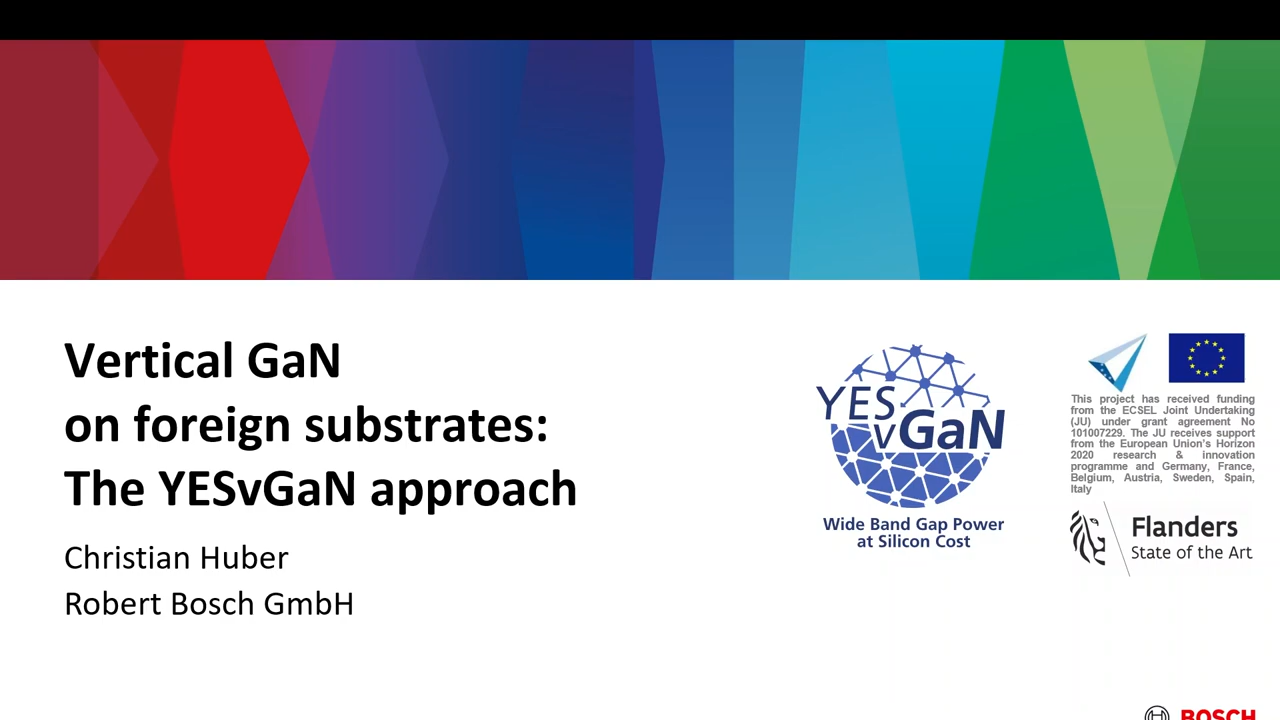 Vertical GaN
on foreign substrates:
The YESvGaN approach
Christian Huber
Robert Bosch GmbH
YES
vGaN
Wide Band Gap Power
at Silicon Cost
This project has received funding
from the ECSEL Joint Undertaking
(JU) under grant agreement No
101007229. The JU receives support
from the European Union's Horizon
2020 research & innovation
programme and Germany, France,
Belgium, Austria, Sweden, Spain,
Italy
Flanders
State of the Art
BOSCH